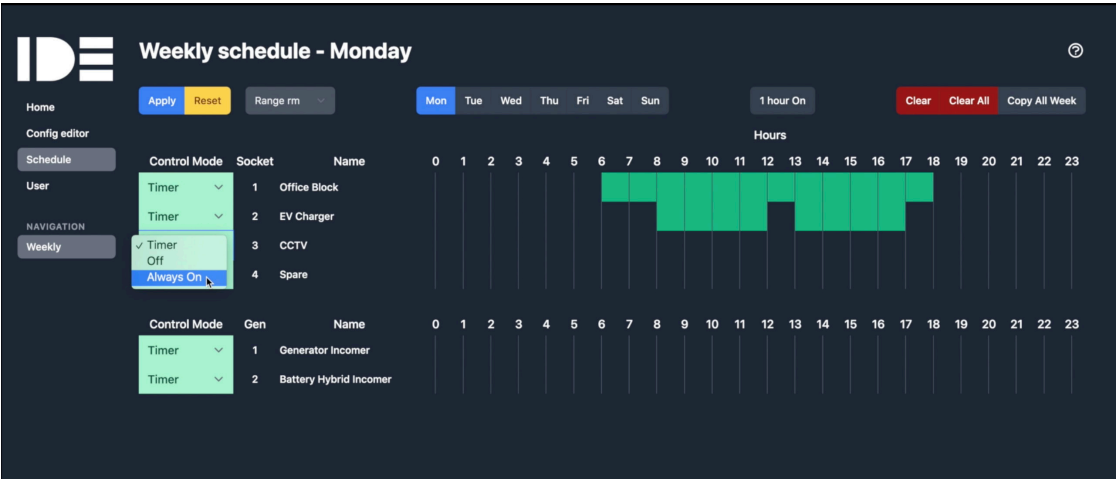 IDE
Weekly schedule - Monday
Home
Config editor
Schedule
User
NAVIGATION
Weekly
Apply Reset Range rm Mon Tue Wed Thu Fri Sat Sun 1 hour On Clear Clear All Copy All Week
Hours
Control Mode Socket Name 0 1 2 3 4 5 6 7 8 9 10 11 12 13 14 15 16 17 18 19 20 21 22 23
Timer 1 Office Block
Timer 2 EV Charger
✓ Timer 3 CCTV
Off
Always On 4 Spare
Control Mode Gen Name 0 1 2 3 4 5 6 7 8 9 10 11 12 13 14 15 16 17 18 19 20 21 22 23
Timer 1 Generator Incomer
Timer 2 Battery Hybrid Incomer